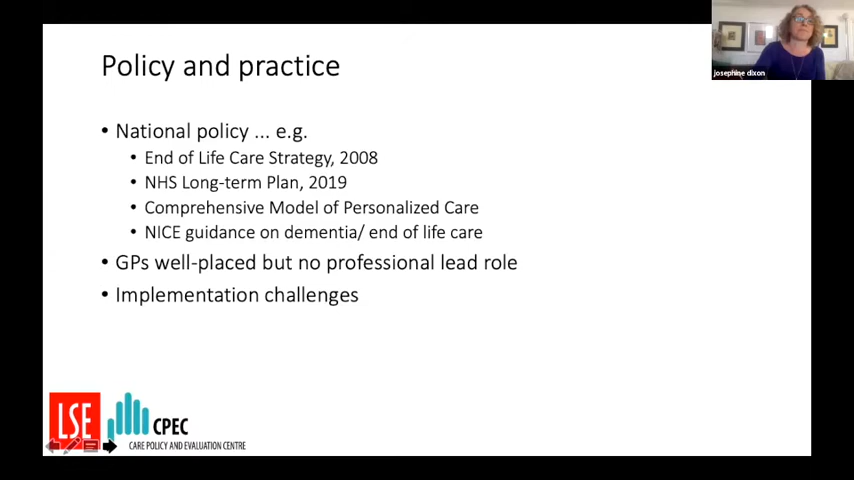 Policy and practice
josephine dixon
• National policy ... e.g.
• End of Life Care Strategy, 2008
• NHS Long-term Plan, 2019
• Comprehensive Model of Personalized Care
• NICE guidance on dementia/ end of life care
• GPs well-placed but no professional lead role
• Implementation challenges
LSE
CPEC
CARE POLICY AND EVALUATION CENTRE